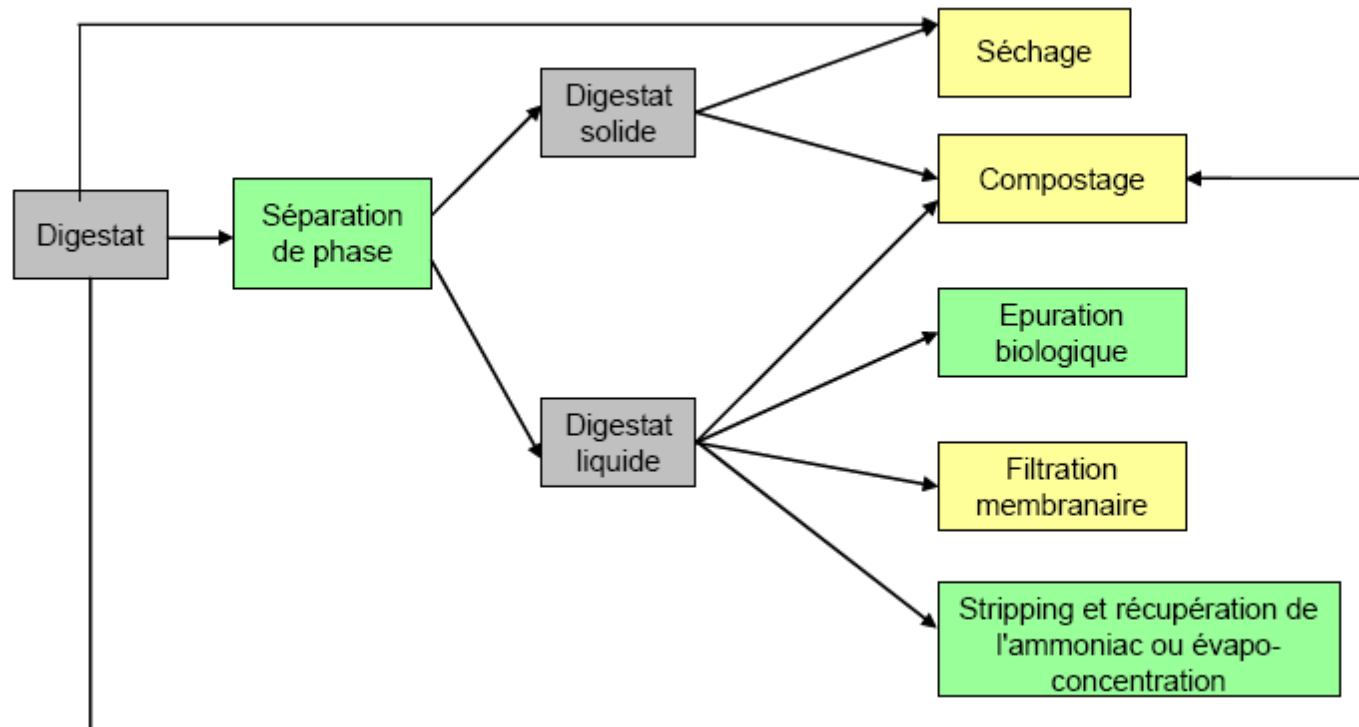 Séchage
Digestat
solide
Compostage
Digestat
Séparation
de phase
Epuration
biologique
Digestat
liquide
Filtration
membranaire
Stripping et récupération de
l'ammoniac ou évapo-
concentration